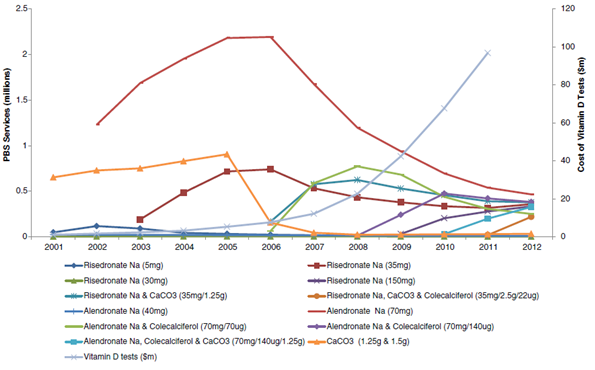 2.5 120
2 100
1.5 80
1 60
0.5 40
0 20
0
PBS Services (millions)
Cost of Vitamin D Tests ($m)
2001 2002 2003 2004 2005 2006 2007 2008 2009 2010 2011 2012
Risedronate Na (5mg) Risedronate Na (35mg)
Risedronate Na (30mg) Risedronate Na (150mg)
Risedronate Na & CaCO3 (35mg/1.25g) Risedronate Na, CaCO3 & Colecalciferol (35mg/2.5g/22ug)
Alendronate Na (40mg) Alendronate Na (70mg)
Alendronate Na & Colecalciferol (70mg/70ug) Alendronate Na & Colecalciferol (70mg/140ug)
Alendronate Na, Colecalciferol & CaCO3 (70mg/140ug/1.25g) CaCO3 (1.25g & 1.5g)
Vitamin D tests ($m)